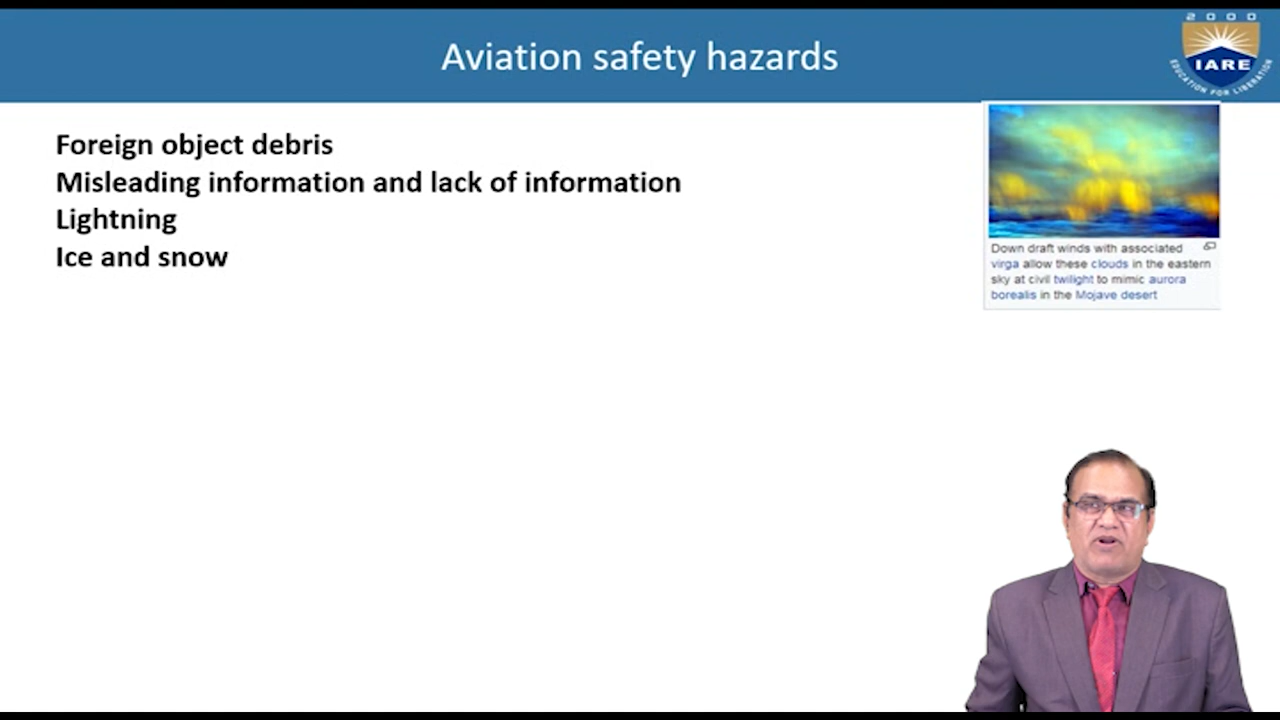 Aviation safety hazards
2000
IARE
EDUCATION FOR LIBERATION
Foreign object debris
Misleading information and lack of information
Lightning
Ice and snow
Down draft winds with associated
virga allow these clouds in the eastern
sky at civil twilight to mimic aurora
borealis in the Mojave desert